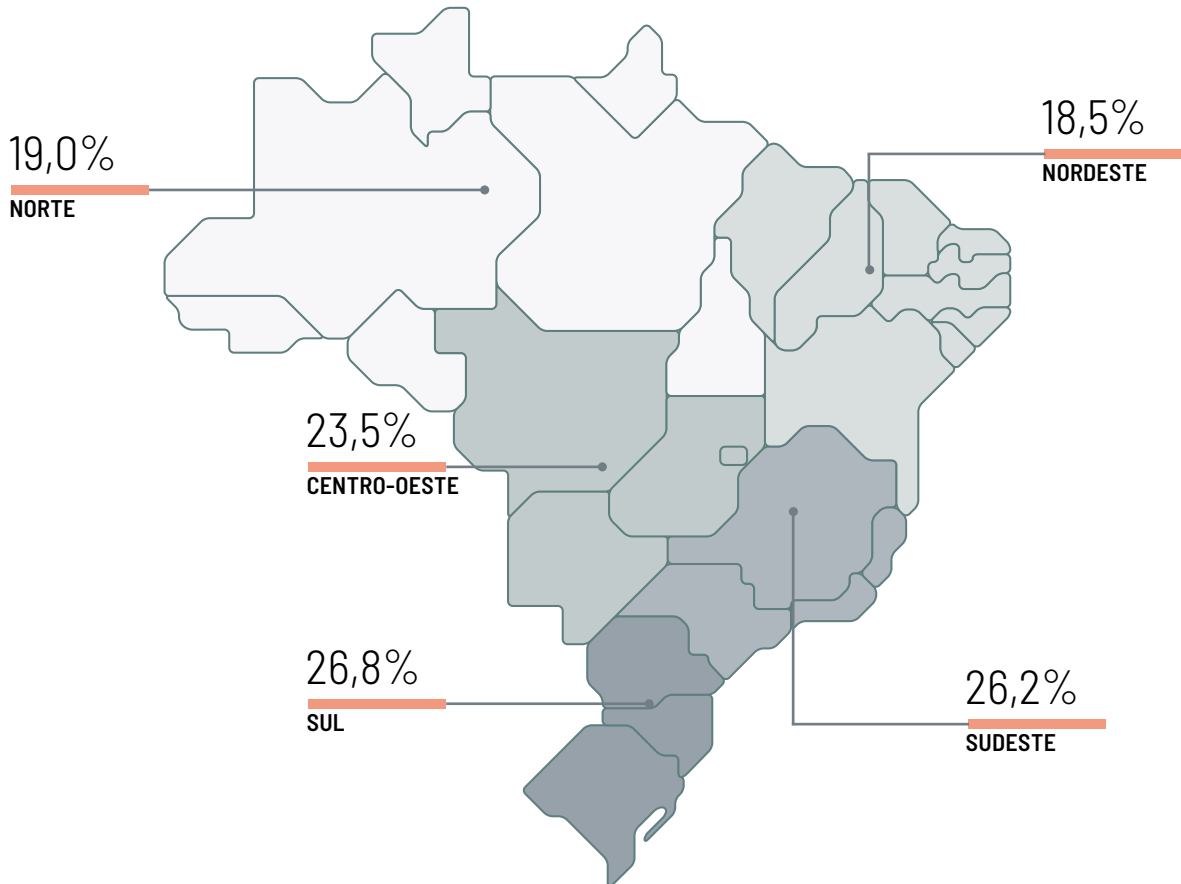 18,5%
NORDESTE
19,0%
NORTE
23,5%
CENTRO-OESTE
26,8%
SUL
26,2%
SUDESTE